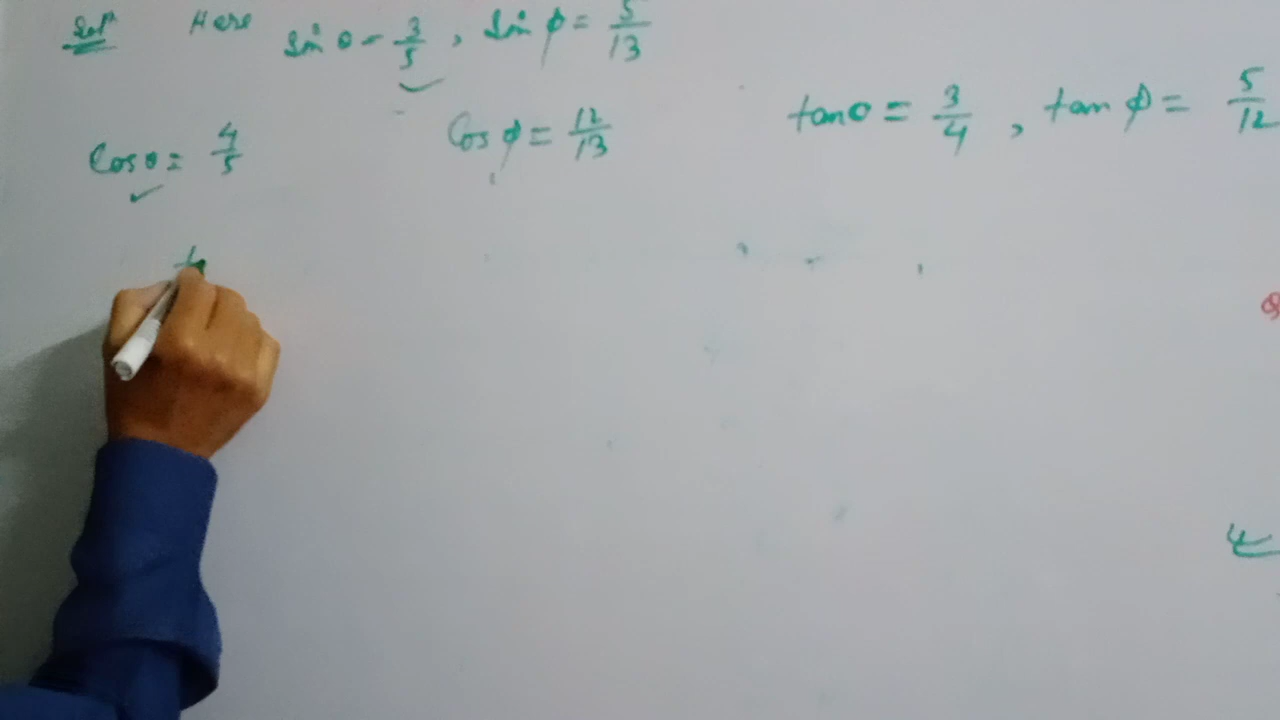 Solⁿ Here sin θ = 3/5 , sin ϕ = 5/13
cos θ = 4/5 cos ϕ = 12/13 tan θ = 3/4 , tan ϕ = 5/12